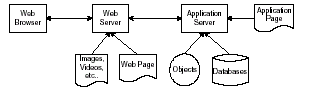 Web
Browser
Web
Server
Application
Server
Application
Page
Images,
Videos,
etc..
Web Page
Objects
Databases